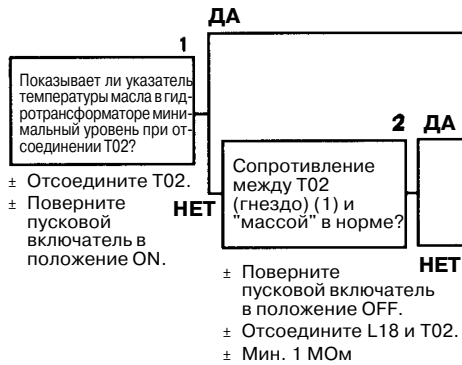 ДА
1
Показывает ли указатель
температуры масла в гид-
ротрансформаторе мини-
мальный уровень при от-
соединении T02?
± Отсоедините T02.
± Поверните
пусковой
включатель в
положение ON.
НЕТ
2 ДА
Сопротивление
между T02
(гнездо) (1) и
"массой" в норме?
НЕТ
± Поверните
пусковой включатель
в положение OFF.
± Отсоедините L18 и T02.
± Мин. 1 МОм